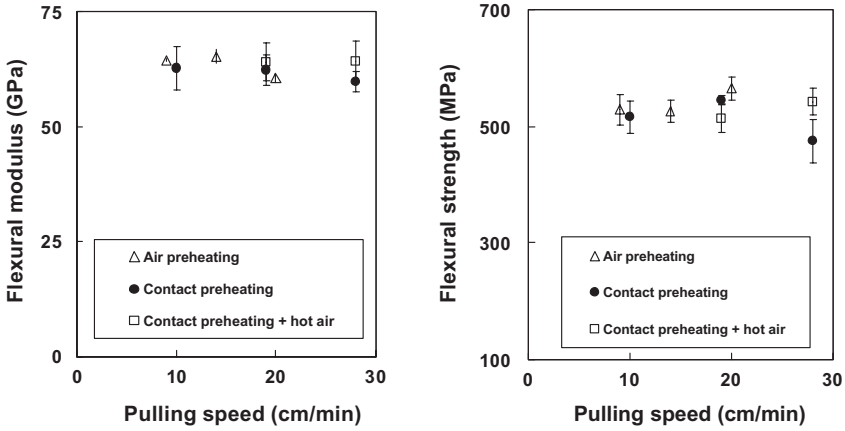 75
50
25
0
Flexural modulus (GPa)
Air preheating
Contact preheating
Contact preheating + hot air
0 10 20 30
Pulling speed (cm/min)
700
500
300
100
Flexural strength (MPa)
Air preheating
Contact preheating
Contact preheating + hot air
0 10 20 30
Pulling speed (cm/min)